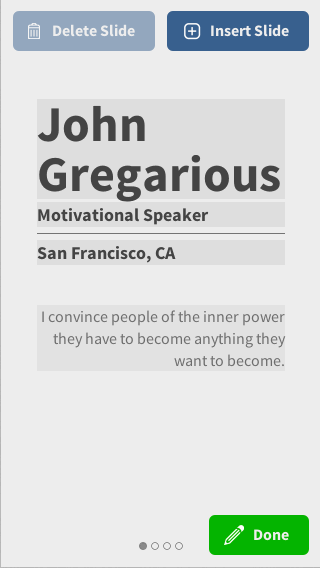 Delete Slide
Insert Slide
John
Gregarious
Motivational Speaker
San Francisco, CA
I convince people of the inner power
they have to become anything they
want to become.
Done